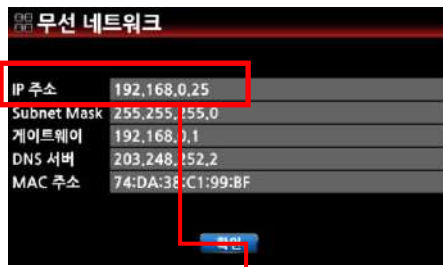 무선 네트워크
IP 주소 192.168.0.25
Subnet Mask 255.255.255.0
게이트웨이 192.168.0.1
DNS 서버 203.248.252.2
MAC 주소 74:DA:38:C1:99:BF
확인